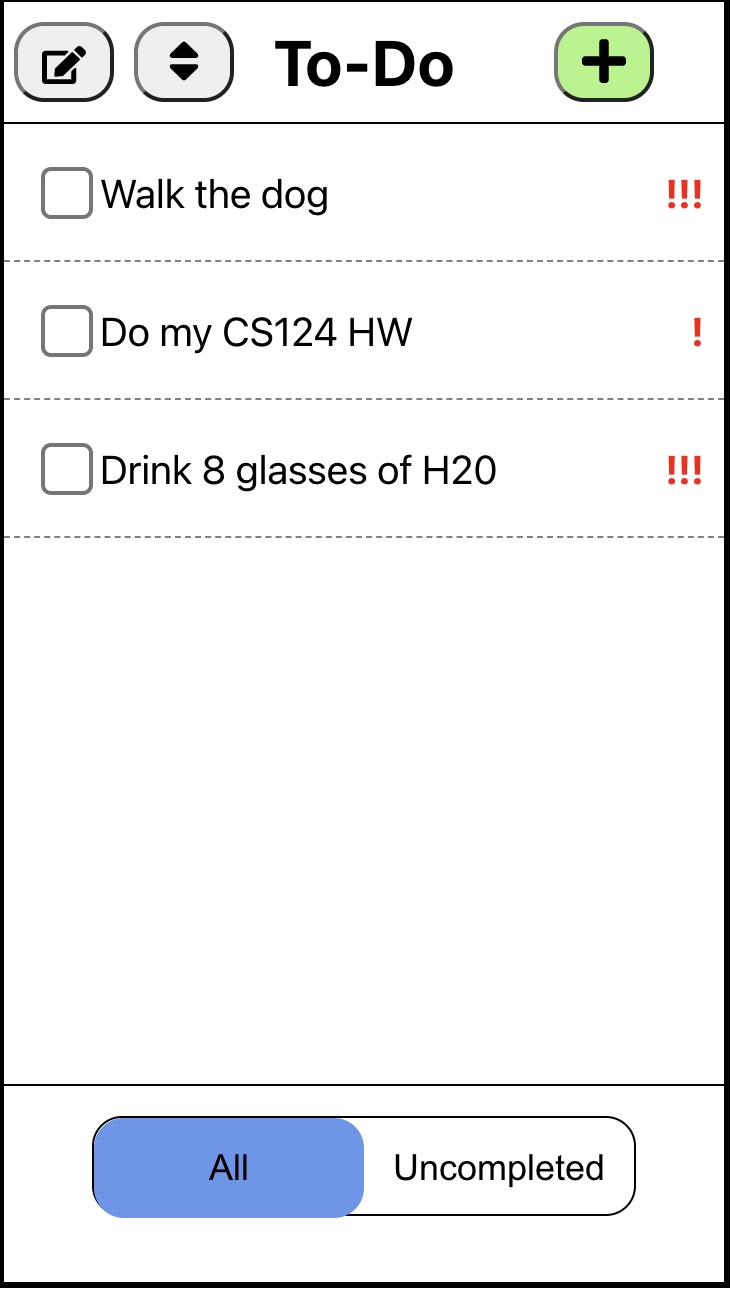 To-Do
Walk the dog !!!
Do my CS124 HW !
Drink 8 glasses of H20 !!!
All Uncompleted